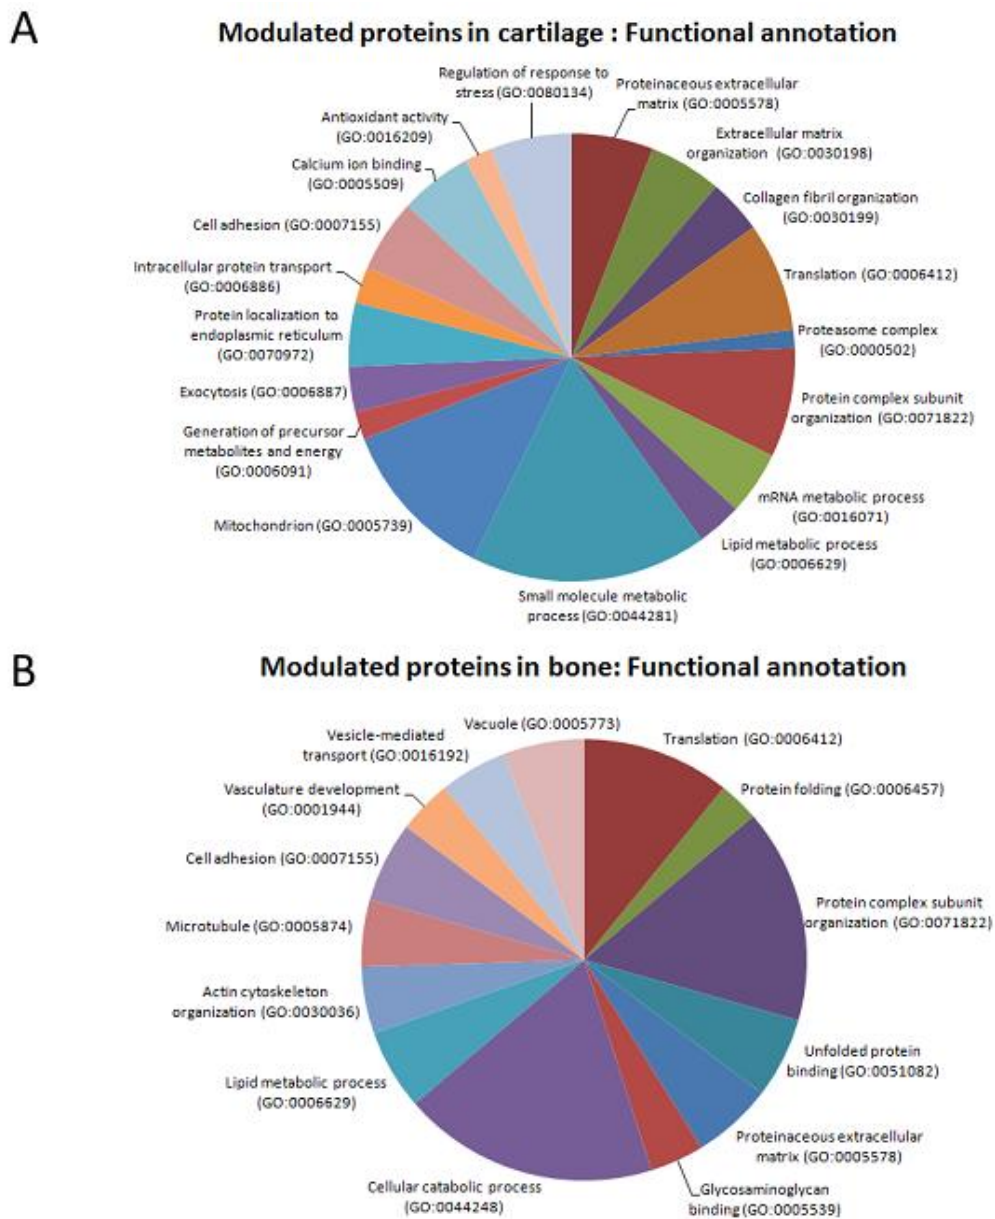 A
Modulated proteins in cartilage : Functional annotation
Regulation of response to
stress (GO:0080134)
Proteinaceous extracellular
matrix (GO:0005578)
Antioxidant activity
(GO:0016209)
Extracellular matrix
organization (GO:0030198)
Calcium ion binding
(GO:0005509)
Collagen fibril organization
(GO:0030199)
Cell adhesion (GO:0007155)
Translation (GO:0006412)
Intracellular protein transport
(GO:0006886)
Protein localization to
endoplasmic reticulum
(GO:0070972)
Proteasome complex
(GO:0000502)
Exocytosis (GO:0006887)
Protein complex subunit
organization (GO:0071822)
Generation of precursor
metabolites and energy
(GO:0006091)
mRNA metabolic process
(GO:0016071)
Mitochondrion (GO:0005739)
Lipid metabolic process
(GO:0006629)
Small molecule metabolic
process (GO:0044281)
B
Modulated proteins in bone: Functional annotation
Vacuole (GO:0005773)
Vesicle-mediated
transport (GO:0016192)
Translation (GO:0006412)
Vasculature development
(GO:0001944)
Protein folding (GO:0006457)
Cell adhesion (GO:0007155)
Protein complex subunit
organization (GO:0071822)
Microtubule (GO:0005874)
Actin cytoskeleton
organization (GO:0030036)
Unfolded protein
binding (GO:0051082)
Lipid metabolic process
(GO:0006629)
Proteinaceous extracellular
matrix (GO:0005578)
Cellular catabolic process
(GO:0044248)
Glycosaminoglycan
binding (GO:0005539)